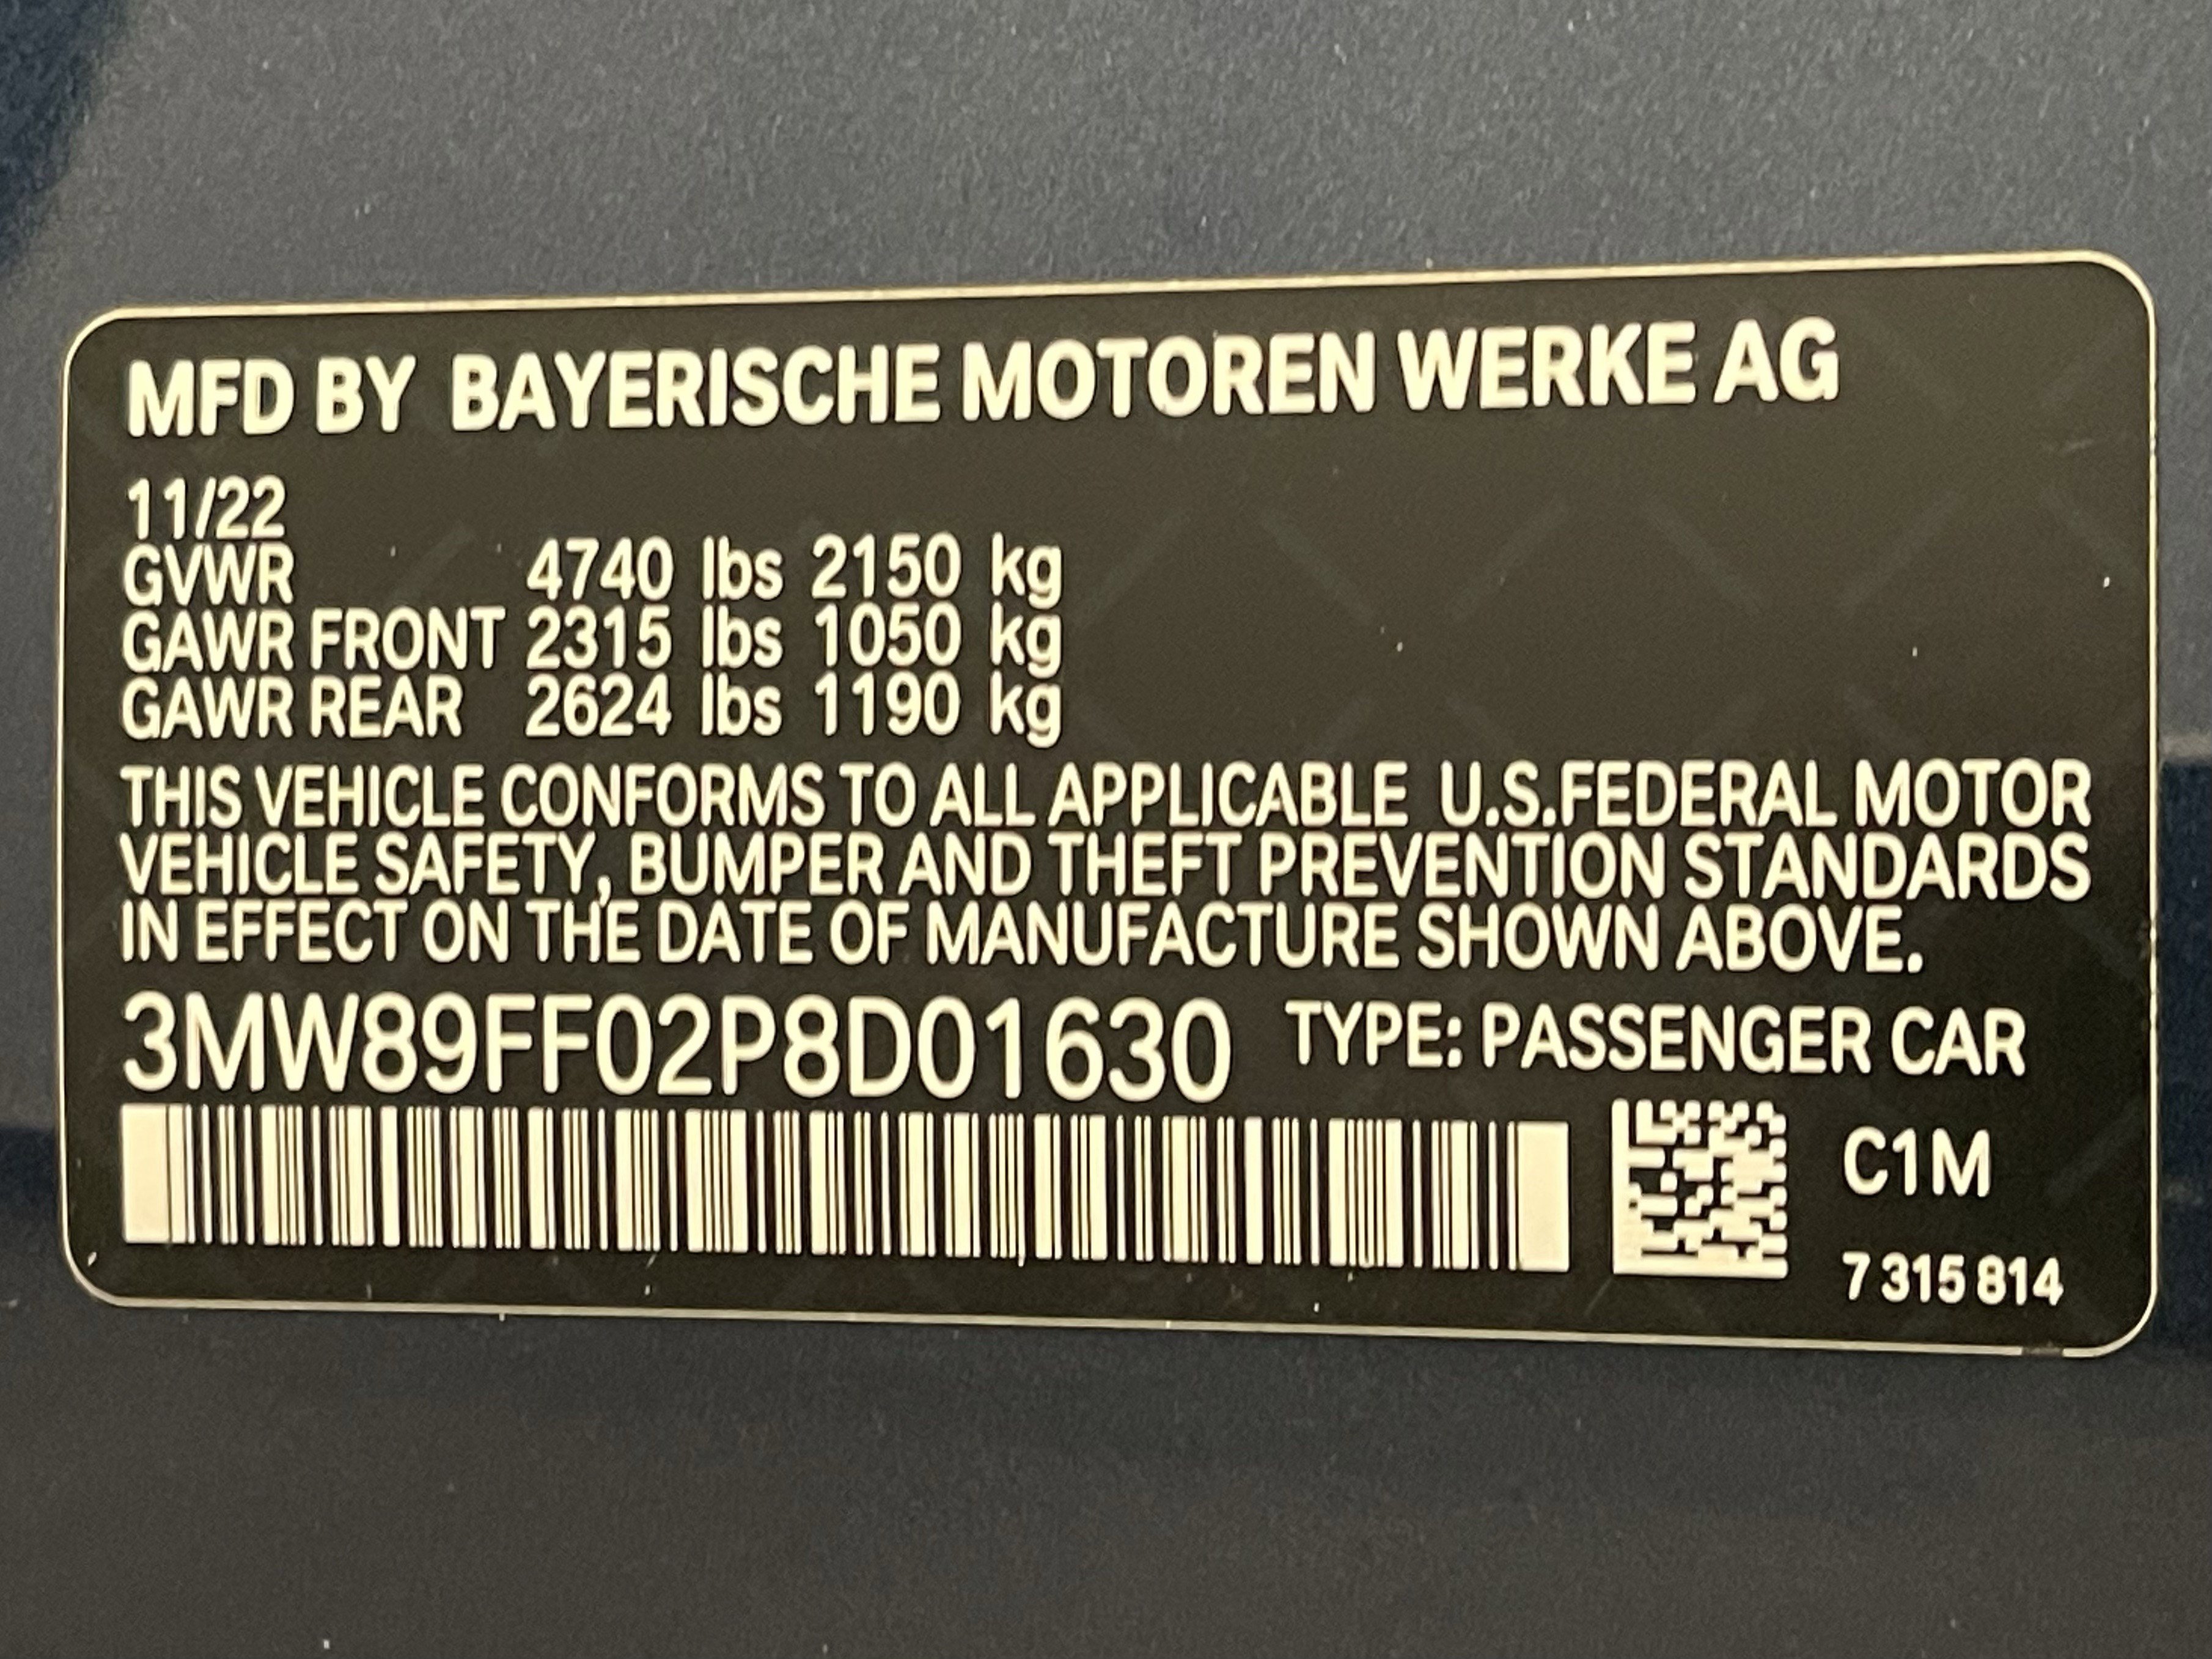 MFD BY BAYERISCHE MOTOREN WERKE AG
11/22
GVWR 4740 lbs 2150 kg
GAWR FRONT 2315 lbs 1050 kg
GAWR REAR 2624 lbs 1190 kg
THIS VEHICLE CONFORMS TO ALL APPLICABLE U.S.FEDERAL MOTOR
VEHICLE SAFETY, BUMPER AND THEFT PREVENTION STANDARDS
IN EFFECT ON THE DATE OF MANUFACTURE SHOWN ABOVE.
3MW89FF02P8D01630 TYPE: PASSENGER CAR
C1M
7 315 814